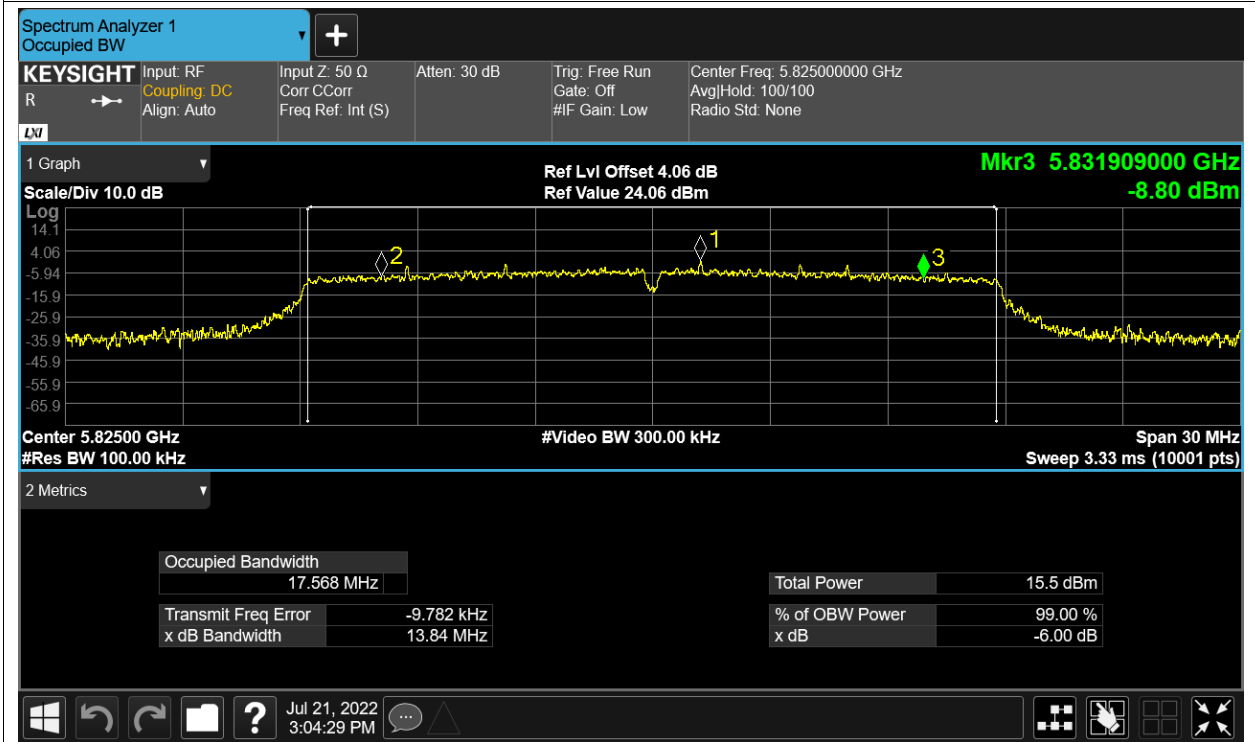 Spectrum Analyzer 1
Occupied BW
KEYSIGHT
R
LXI
Input: RF
Coupling: DC
Align: Auto
Input Z: 50 Ω
Corr CCorr
Freq Ref: Int (S)
Atten: 30 dB
Trig: Free Run
Gate: Off
#IF Gain: Low
Center Freq: 5.825000000 GHz
Avg|Hold: 100/100
Radio Std: None
1 Graph
Ref Lvl Offset 4.06 dB
Mkr3 5.831909000 GHz
Scale/Div 10.0 dB
Ref Value 24.06 dBm
-8.80 dBm
Log
14.1
4.06
-5.94
-15.9
-25.9
-35.9
-45.9
-55.9
-65.9
2
1
3
Center 5.82500 GHz
#Video BW 300.00 kHz
Span 30 MHz
#Res BW 100.00 kHz
Sweep 3.33 ms (10001 pts)
2 Metrics
Occupied Bandwidth
17.568 MHz
Total Power 15.5 dBm
Transmit Freq Error -9.782 kHz
% of OBW Power 99.00 %
x dB Bandwidth 13.84 MHz
x dB -6.00 dB
?
Jul 21, 2022
3:04:29 PM